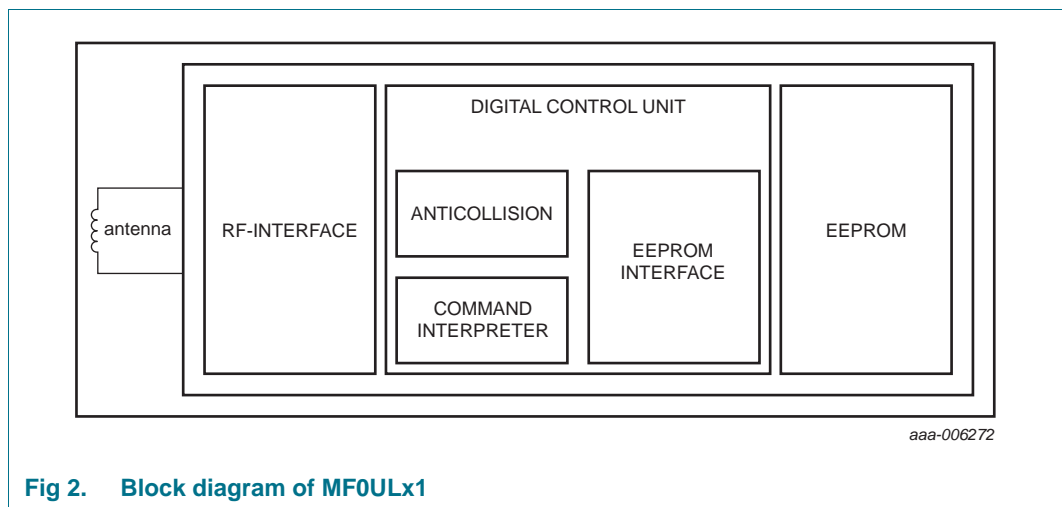 DIGITAL CONTROL UNIT
antenna
RF-INTERFACE
ANTICOLLISION
COMMAND
INTERPRETER
EEPROM
INTERFACE
EEPROM
aaa-006272
Fig 2. Block diagram of MF0ULx1